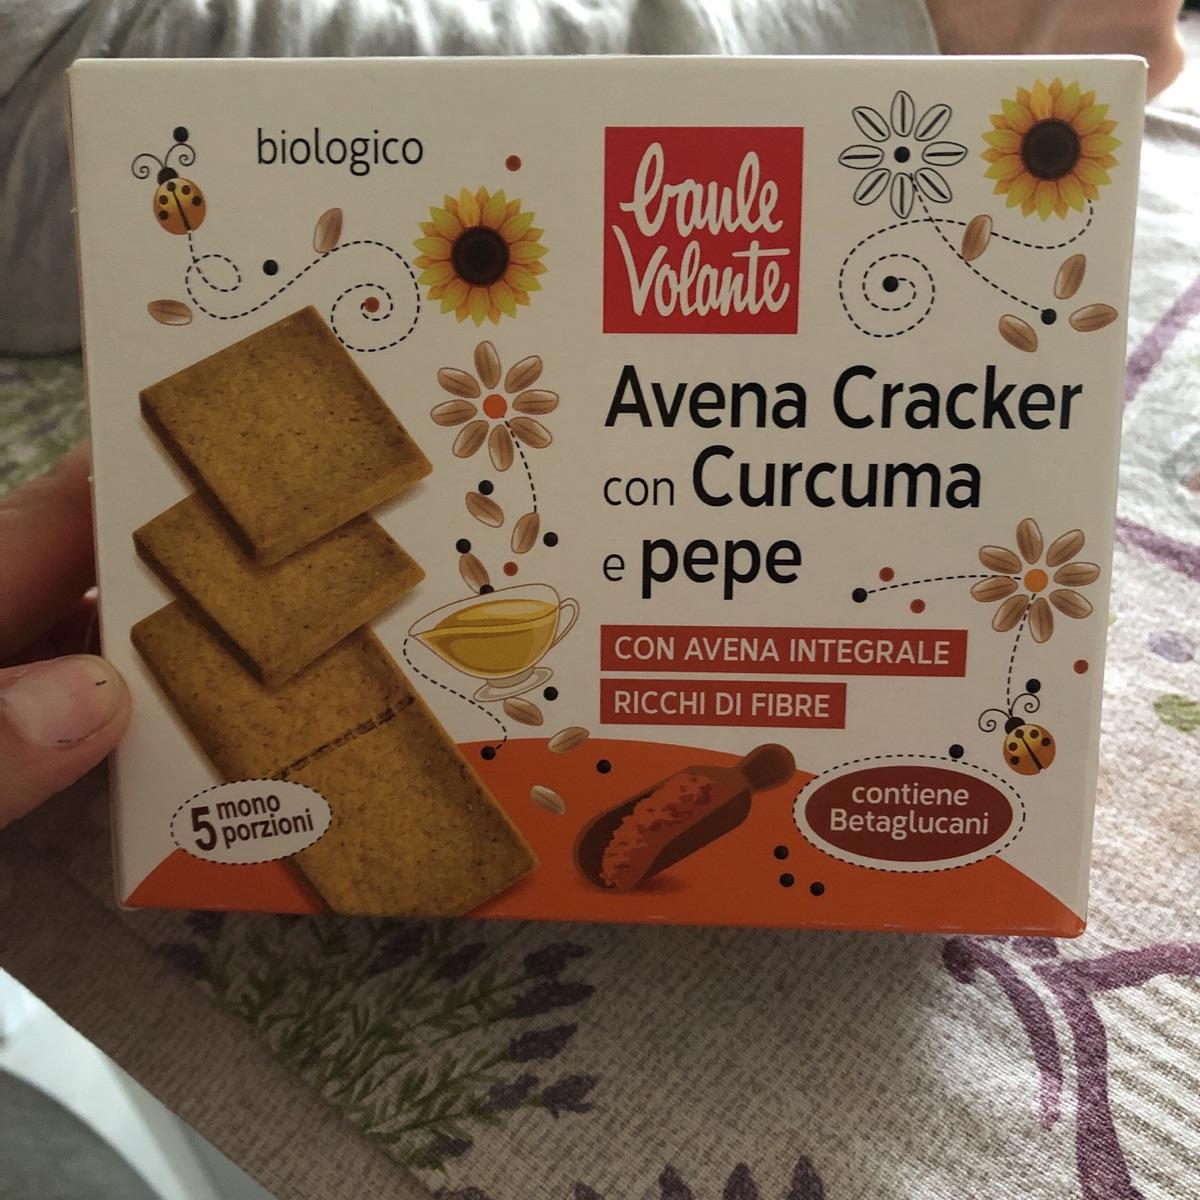 biologico
baule
Volante
Avena Cracker
con Curcuma
e pepe
CON AVENA INTEGRALE
RICCHI DI FIBRE
5 mono
porzioni
contiene
Betaglucani